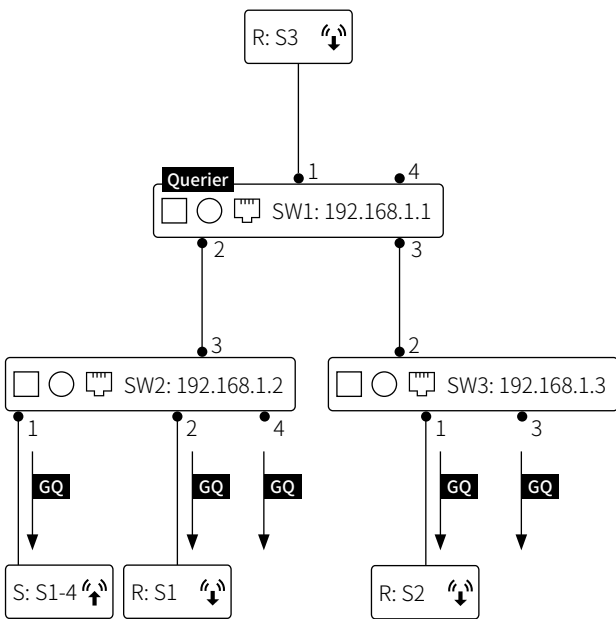 R: S3
1
4
Querier
SW1: 192.168.1.1
2
3
3
2
SW2: 192.168.1.2
SW3: 192.168.1.3
1
2
4
1
3
GQ
GQ
GQ
GQ
GQ
S: S1-4
R: S1
R: S2